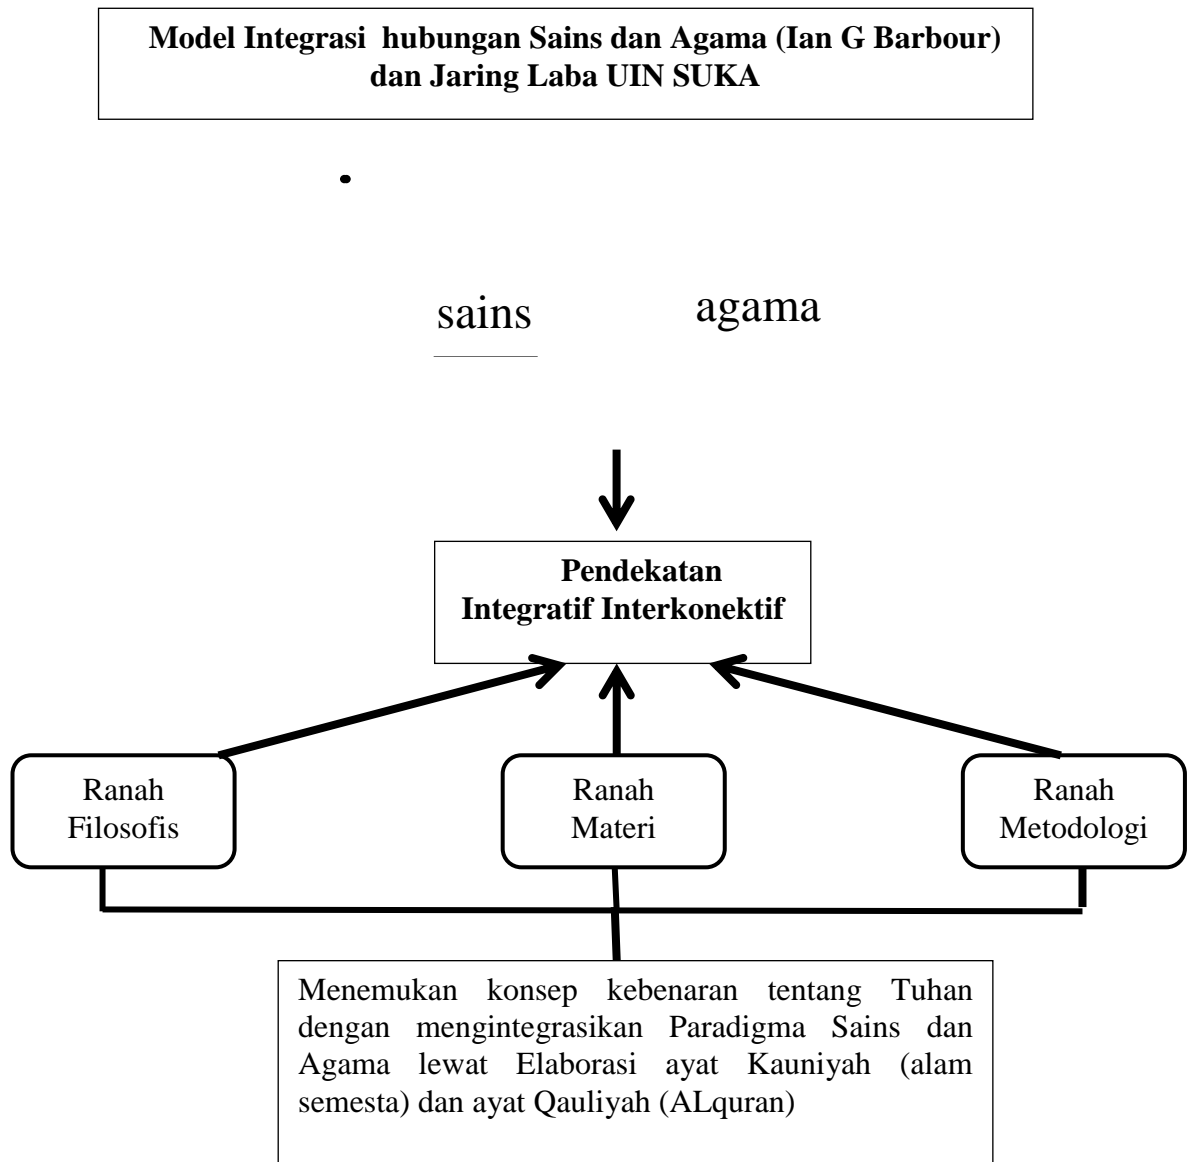 Model Integrasi hubungan Sains dan Agama (Ian G Barbour)
dan Jaring Laba UIN SUKA
sains
agama
Pendekatan
Integratif Interkonektif
Ranah
Filosofis
Ranah
Materi
Ranah
Metodologi
Menemukan konsep kebenaran tentang Tuhan
dengan mengintegrasikan Paradigma Sains dan
Agama lewat Elaborasi ayat Kauniyah (alam
semesta) dan ayat Qauliyah (ALquran)